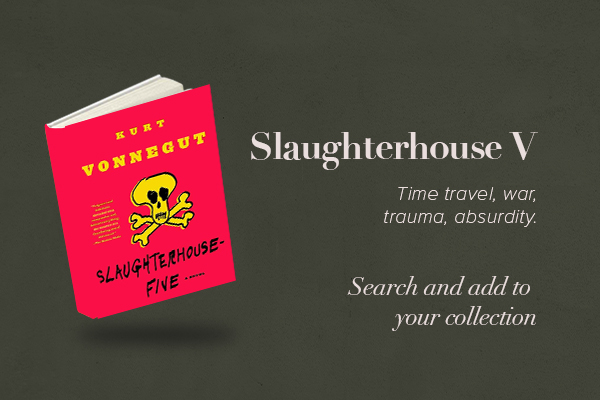 KURT
VONNEGUT
SLAUGHTERHOUSE-
FIVE
Slaughterhouse V
Time travel, war,
trauma, absurdity.
Search and add to
your collection